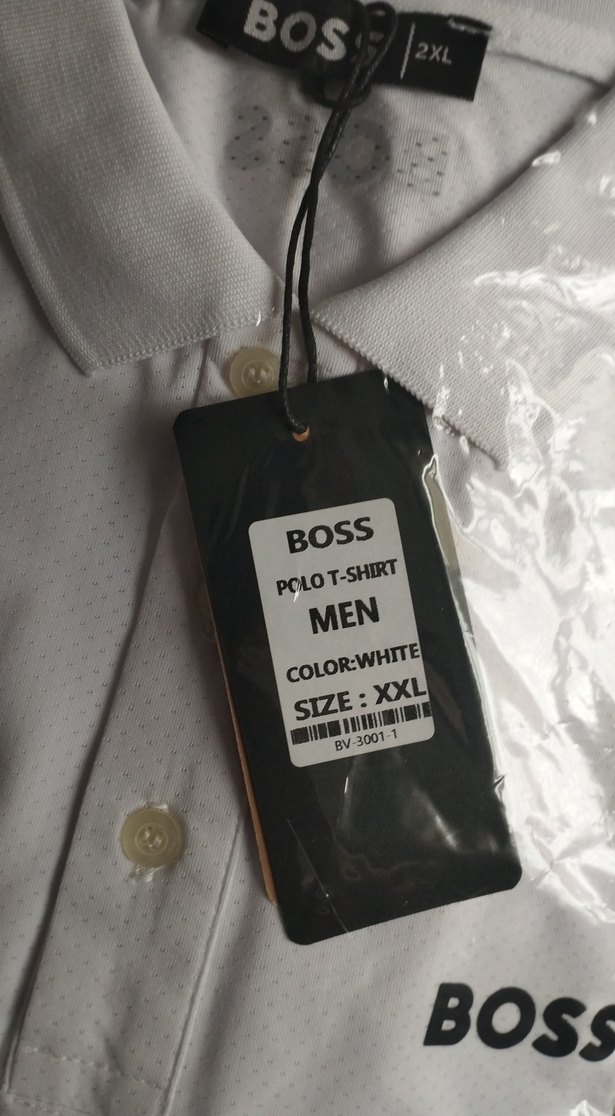 BOSS 2XL
BOSS
POLO T-SHIRT
MEN
COLOR:WHITE
SIZE : XXL
BV-3001-1
BOSS